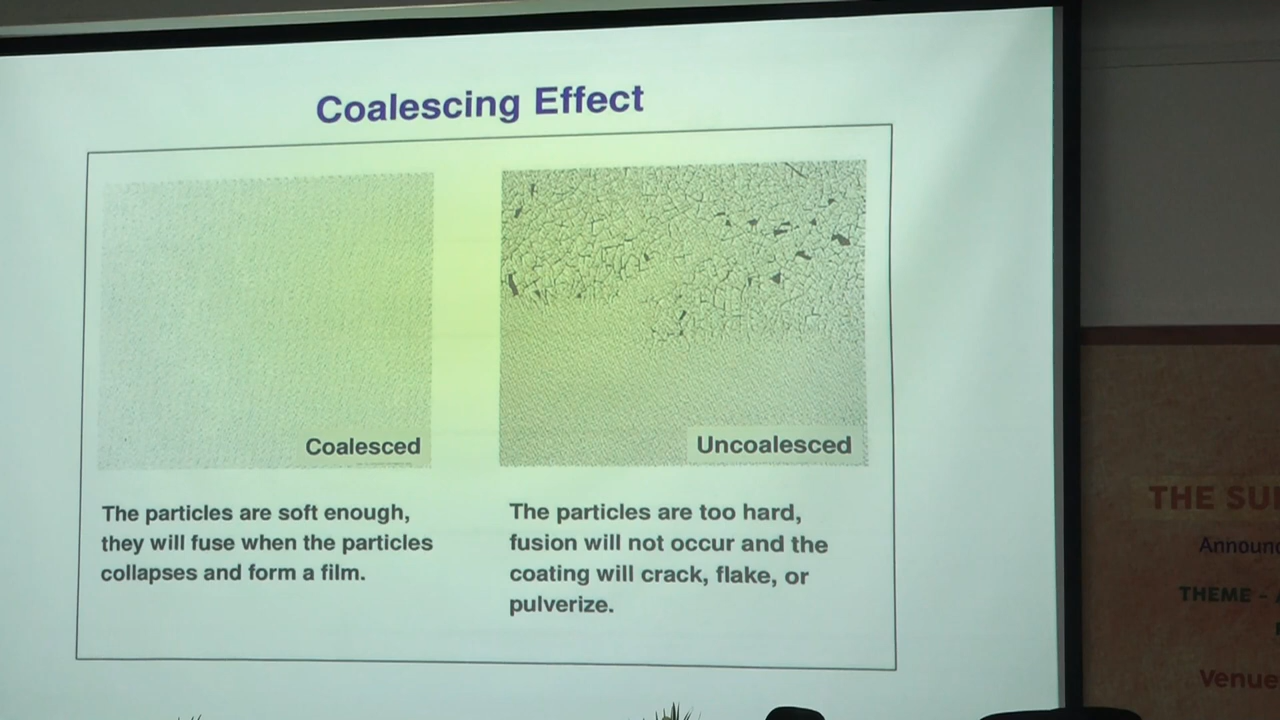 Coalescing Effect
Coalesced
The particles are soft enough,
they will fuse when the particles
collapses and form a film.
Uncoalesced
The particles are too hard,
fusion will not occur and the
coating will crack, flake, or
pulverize.
THE
THEME -
Venue